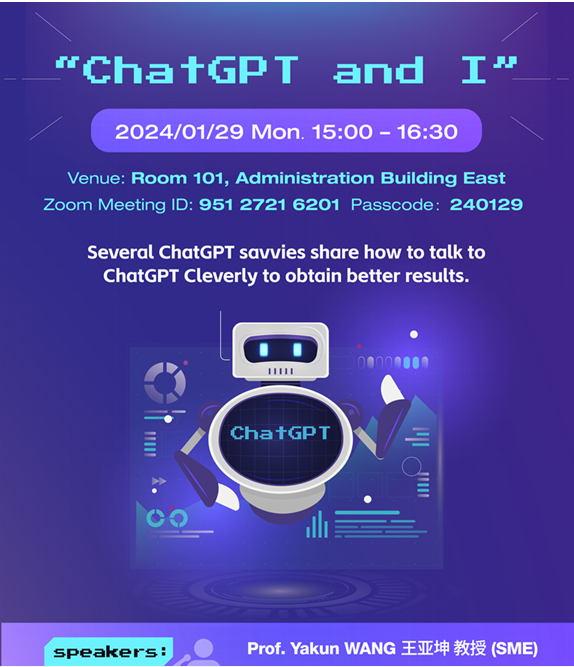 “ChatGPT and I”
2024/01/29 Mon. 15:00 – 16:30
Venue: Room 101, Administration Building East
Zoom Meeting ID: 951 2721 6201 Passcode: 240129
Several ChatGPT savvies share how to talk to
ChatGPT Cleverly to obtain better results.
ChatGPT
speakers:
Prof. Yakun WANG 王亚坤 教授 (SME)